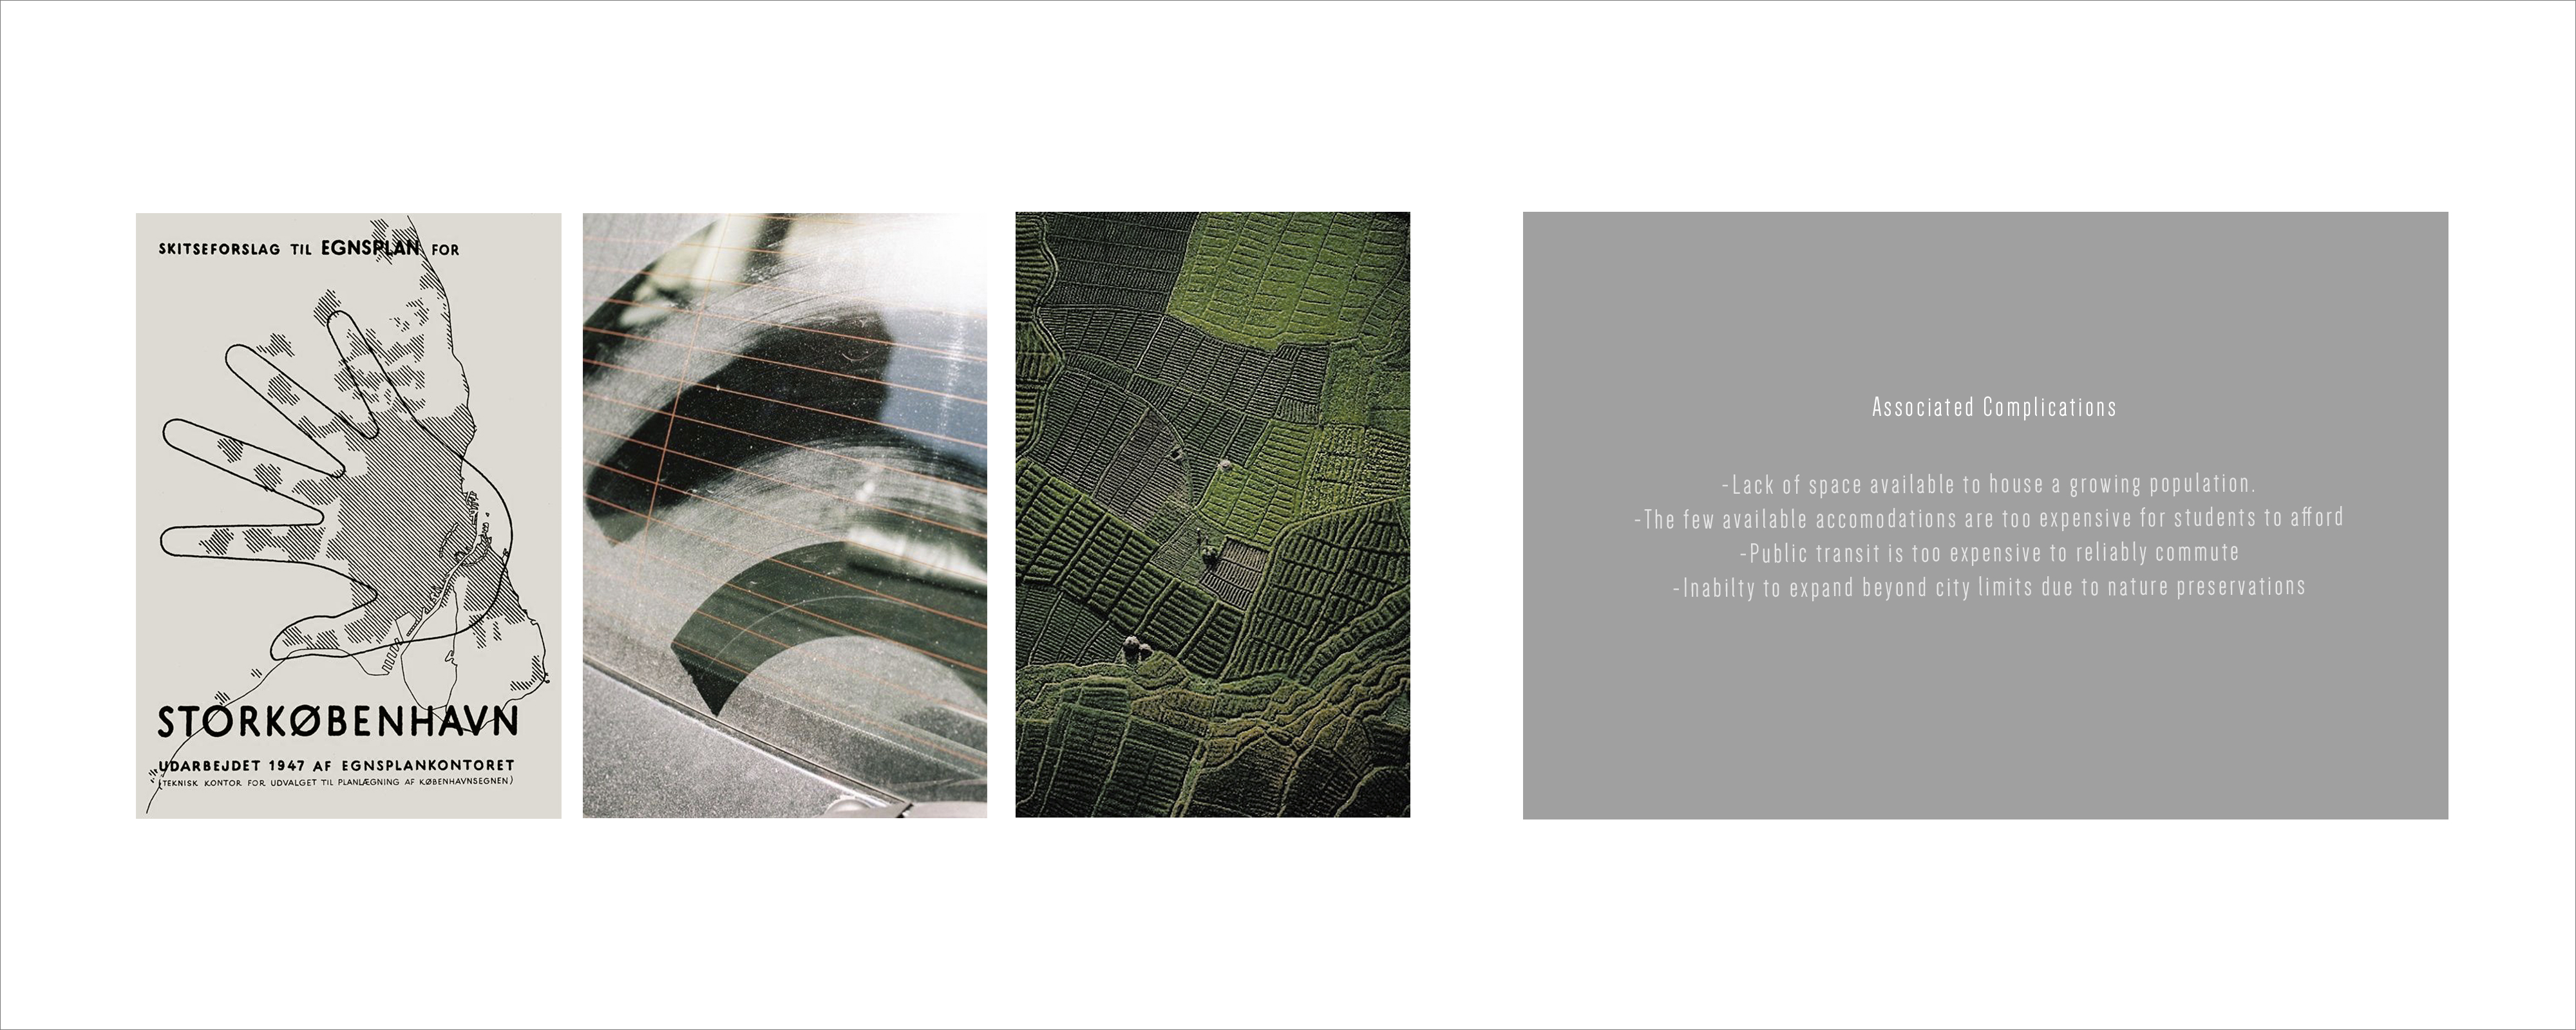 SKITSEFORSLAG TIL EGNSPLAN FOR
STORKØBENHAVN
UDARBEJDET 1947 AF EGNSPLANKONTORET
(TEKNISK KONTOR FOR UDVALGET TIL PLANLÆGNING AF KØBENHAVNSEGNEN)
Associated Complications
-Lack of space available to house a growing population.
-The few available accomodations are too expensive for students to afford
-Public transit is too expensive to reliably commute
-Inabilty to expand beyond city limits due to nature preservations